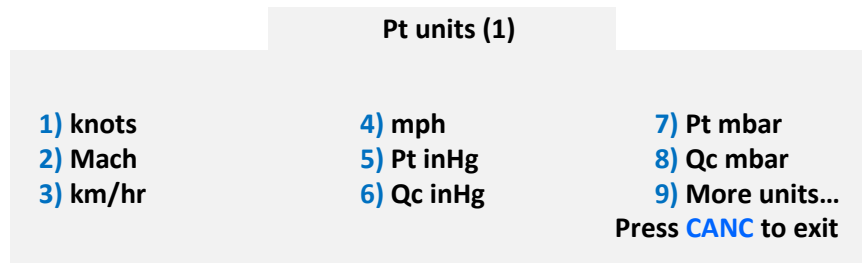 Pt units (1)
1) knots 4) mph 7) Pt mbar
2) Mach 5) Pt inHg 8) Qc mbar
3) km/hr 6) Qc inHg 9) More units…
Press CANC to exit